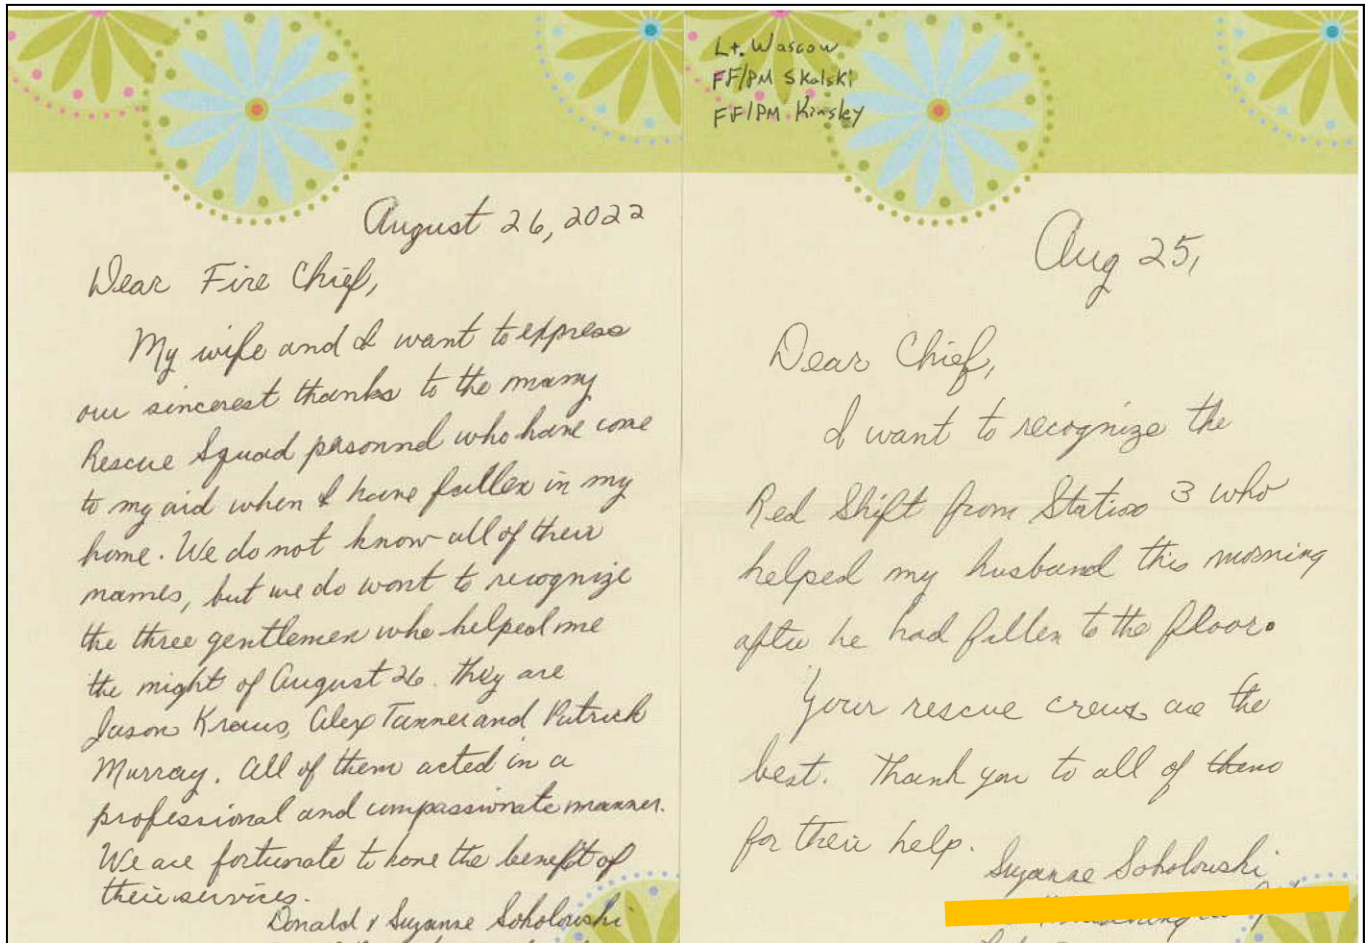 August 26, 2022
Dear Fire Chief,
My wife and I want to express
our sincerest thanks to the many
Rescue Squad personnel who have come
to my aid when I have fallen in my
home. We do not know all of their
names, but we do want to recognize
the three gentlemen who helped me
the night of August 26. They are
Jason Kraus, Alex Tanner and Patrick
Murray. All of them acted in a
professional and compassionate manner.
We are fortunate to have the benefit of
their services.
Donald & Suzanne Sokolowski
Lt. Wascow
FF/PM Skalski
FF/PM Kinsky
Aug 25,
Dear Chief,
I want to recognize the
Red Shift from Station 3 who
helped my husband this morning
after he had fallen to the floor.
Your rescue crews are the
best. Thank you to all of them
for their help.
Suzanne Sokolowski